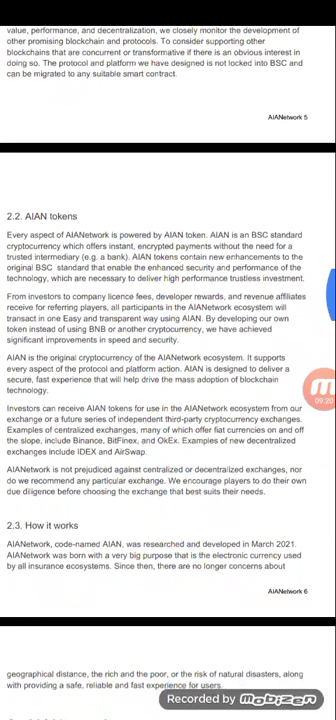 value, performance, and decentralization, we closely monitor the development of
other promising blockchain and protocols. To consider supporting other
blockchains that are concurrent or transformative if there is an obvious interest in
doing so. The protocol and platform we have designed is not locked into BSC and
can be migrated to any suitable smart contract.
AIANetwork 5
2.2. AIAN tokens
Every aspect of AIANetwork is powered by AIAN token. AIAN is an BSC standard
cryptocurrency which offers instant, encrypted payments without the need for a
trusted intermediary (e.g. a bank). AIAN tokens contain new enhancements to the
original BSC standard that enable the enhanced security and performance of the
technology, which are necessary to deliver high performance trustless investment.
From investors to company licence fees, developer rewards, and revenue affiliates
receive for referring players, all participants in the AIANetwork ecosystem will
transact in one Easy and transparent way using AIAN. By developing our own
token instead of using BNB or another cryptocurrency, we have achieved
significant improvements in speed and security.
AIAN is the original cryptocurrency of the AIANetwork ecosystem. It supports
every aspect of the protocol and platform action. AIAN is designed to deliver a
secure, fast experience that will help drive the mass adoption of blockchain
technology.
09:20
Investors can receive AIAN tokens for use in the AIANetwork ecosystem from our
exchange or a future series of independent third-party cryptocurrency exchanges.
Examples of centralized exchanges, many of which offer fiat currencies on and off
the slope, include Binance, BitFinex, and OkEx. Examples of new decentralized
exchanges include IDEX and AirSwap.
AIANetwork is not prejudiced against centralized or decentralized exchanges, nor
do we recommend any particular exchange. We encourage players to do their own
due diligence before choosing the exchange that best suits their needs.
2.3. How it works
AIANetwork, code-named AIAN, was researched and developed in March 2021.
AIANetwork was born with a very big purpose that is the electronic currency used
by all insurance ecosystems. Since then, there are no longer concerns about
AIANetwork 6
geographical distance, the rich and the poor, or the risk of natural disasters, along
with providing a safe, reliable and fast experience for users.
Recorded by mobizen